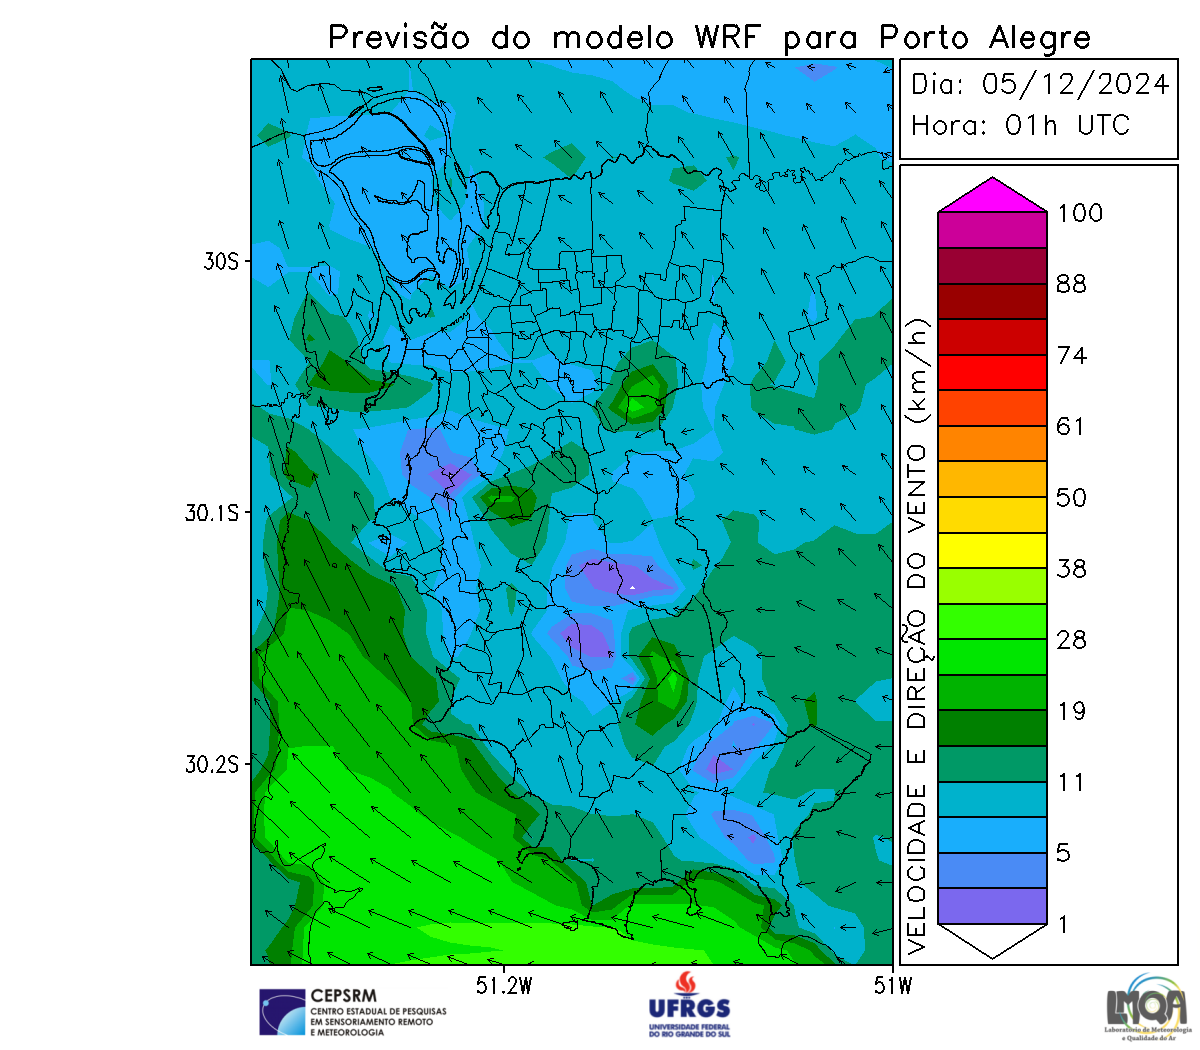 Previsão do modelo WRF para Porto Alegre
Dia: 05/12/2024
Hora: 01h UTC
100
88
74
61
50
38
28
19
11
5
1
VELOCIDADE E DIREÇÃO DO VENTO (km/h)
30S
30.1S
30.2S
51.2W
51W
CEPSRM
CENTRO ESTADUAL DE PESQUISAS
EM SENSORIAMENTO REMOTO
E METEOROLOGIA
UFRGS
UNIVERSIDADE FEDERAL
DO RIO GRANDE DO SUL
LMQA
Laboratório de Meteorologia
e Qualidade do Ar